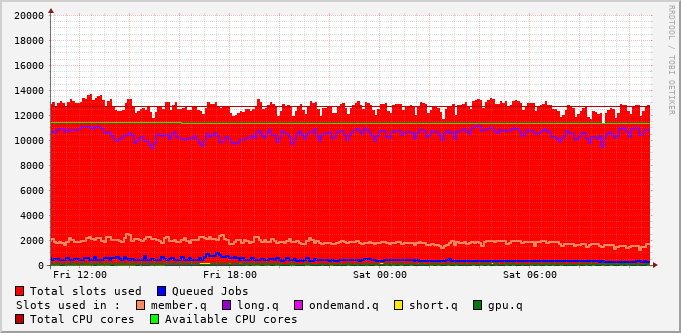 RRDTOOL / TOBI OETIKER
20000
18000
16000
14000
12000
10000
8000
6000
4000
2000
0
Fri 12:00 Fri 18:00 Sat 00:00 Sat 06:00
Total slots used Queued Jobs
Slots used in : member.q long.q ondemand.q short.q gpu.q
Total CPU cores Available CPU cores